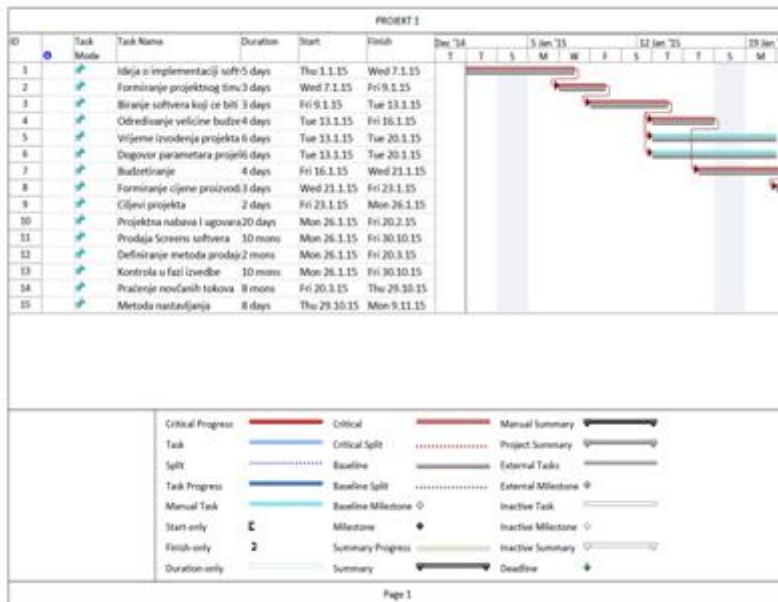 PROJEKT 1
ID Task Mode Task Name Duration Start Finish Dec '14 5 Jan '15 12 Jan '15 19 Jan
T T S M W F S T T S M
1 Ideja o implementaciji soft 5 days Thu 1.1.15 Wed 7.1.15
2 Formiranje projektnog timu 3 days Wed 7.1.15 Fri 9.1.15
3 Biranje softvera koji ce biti 3 days Fri 9.1.15 Tue 13.1.15
4 Odredivanje velicine budze 4 days Tue 13.1.15 Fri 16.1.15
5 Vrijeme izvodenja projekta 6 days Tue 13.1.15 Tue 20.1.15
6 Dogovor parametara projel 6 days Tue 13.1.15 Tue 20.1.15
7 Budzetiranje 4 days Fri 16.1.15 Wed 21.1.15
8 Formiranje cijene proizvod 3 days Wed 21.1.15 Fri 23.1.15
9 Ciljevi projekta 2 days Fri 23.1.15 Mon 26.1.15
10 Projektna nabava I ugovara 20 days Mon 26.1.15 Fri 20.2.15
11 Prodaja Screens softvera 10 mons Mon 26.1.15 Fri 30.10.15
12 Definiranje metoda prodaj 2 mons Mon 26.1.15 Fri 20.3.15
13 Kontrola u fazi izvedbe 10 mons Mon 26.1.15 Fri 30.10.15
14 Praćenje novčanih tokova 8 mons Fri 20.3.15 Thu 29.10.15
15 Metoda nastavljanja 8 days Thu 29.10.15 Mon 9.11.15
Critical Progress Critical Manual Summary
Task Critical Split Project Summary
Split Baseline External Tasks
Task Progress Baseline Split External Milestone
Manual Task Baseline Milestone Inactive Task
Start-only Milestone Inactive Milestone
Finish-only Summary Progress Inactive Summary
Duration-only Summary Deadline
Page 1